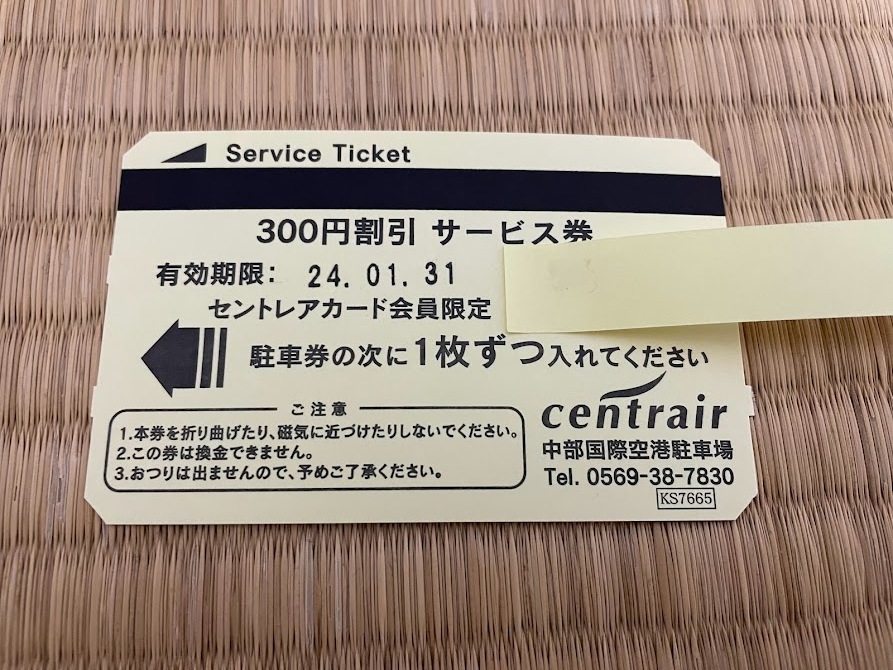 Service Ticket
300円割引 サービス券
有効期限: 24.01.31
セントレアカード会員限定
駐車券の次に1枚ずつ入れてください
ご注意
1.本券を折り曲げたり、磁気に近づけたりしないでください。
2.この券は換金できません。
3.おつりは出ませんので、予めご了承ください。
centrair
中部国際空港駐車場
Tel. 0569-38-7830
KS7665